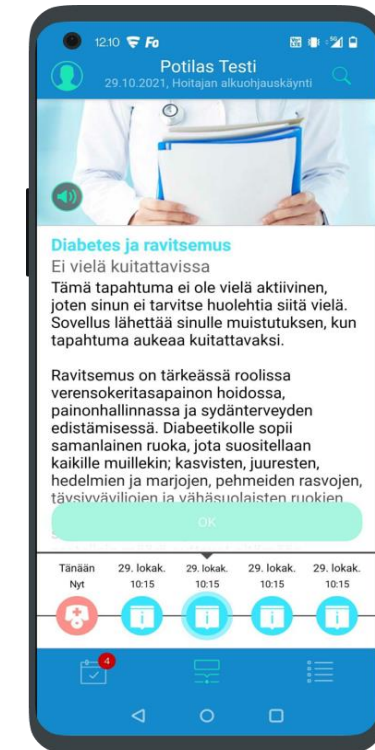 12.10 Fo
Potilas Testi
29.10.2021, Hoitajan alkuohjauskäynti
Diabetes ja ravitsemus
Ei vielä kuitattavissa
Tämä tapahtuma ei ole vielä aktiivinen,
joten sinun ei tarvitse huolehtia siitä vielä.
Sovellus lähettää sinulle muistutuksen, kun
tapahtuma aukeaa kuitattavaksi.
Ravitsemus on tärkeässä roolissa
verensokeritasapainon hoidossa,
painonhallinnassa ja sydänterveyden
edistämisessä. Diabeetikolle sopii
samanlainen ruoka, jota suositellaan
kaikille muillekin; kasvisten, juuresten,
hedelmien ja marjojen, pehmeiden rasvojen,
täysjyväviljojen ja vähäsuolaisten ruokien
OK
Tänään 29. lokak. 29. lokak. 29. lokak. 29. lokak.
Nyt 10:15 10:15 10:15 10:15
4